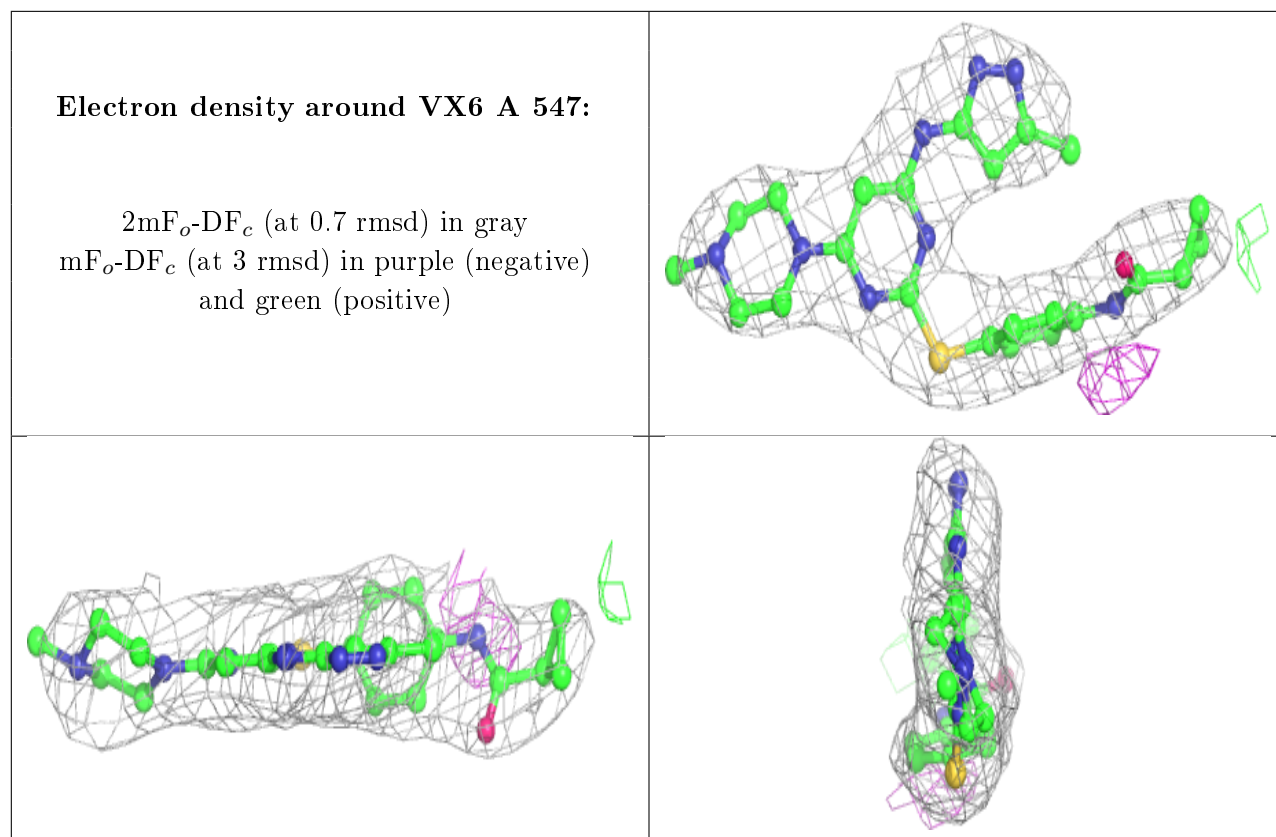 Electron density around VX6 A 547:
2mFₒ-DF𝒸 (at 0.7 rmsd) in gray
mFₒ-DF𝒸 (at 3 rmsd) in purple (negative)
and green (positive)